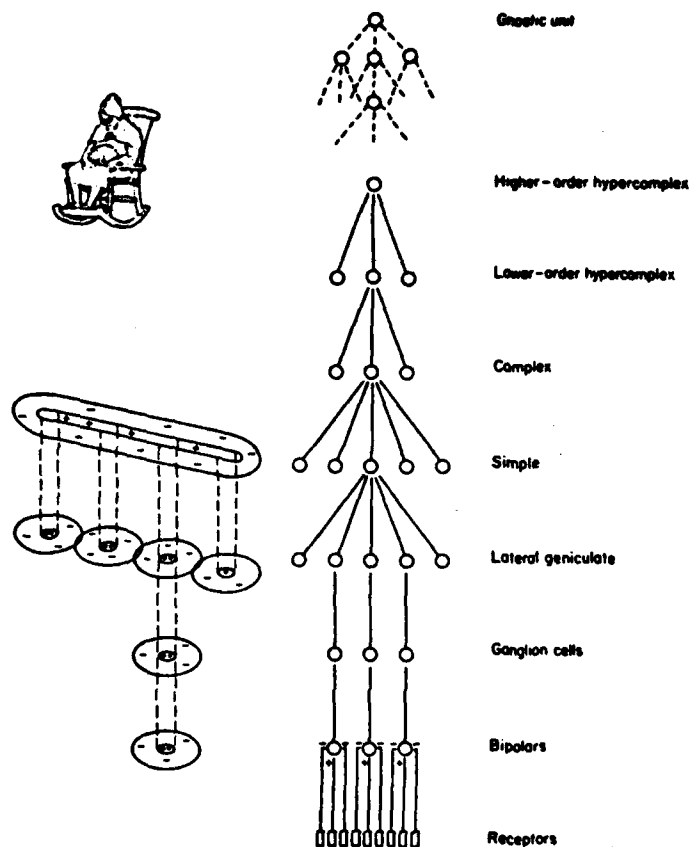 Gnostic unit
Higher-order hypercomplex
Lower-order hypercomplex
Complex
Simple
Lateral geniculate
Ganglion cells
Bipolars
Receptors